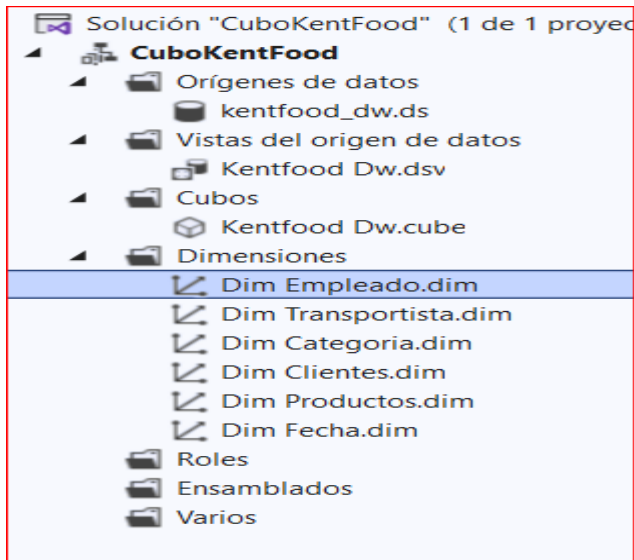 Solución "CuboKentFood" (1 de 1 proyec
CuboKentFood
Orígenes de datos
kentfood_dw.ds
Vistas del origen de datos
Kentfood Dw.dsv
Cubos
Kentfood Dw.cube
Dimensiones
Dim Empleado.dim
Dim Transportista.dim
Dim Categoria.dim
Dim Clientes.dim
Dim Productos.dim
Dim Fecha.dim
Roles
Ensamblados
Varios